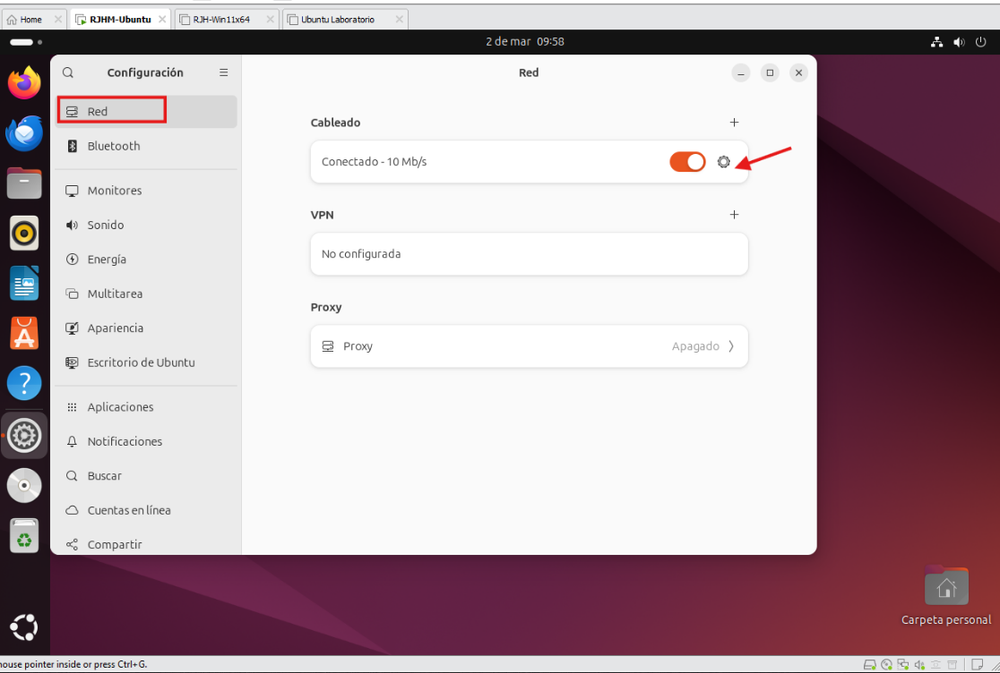 Home
RJHM-Ubuntu
RJH-Win11x64
Ubuntu Laboratorio
2 de mar 09:58
Configuración
Red
Bluetooth
Monitores
Sonido
Energía
Multitarea
Apariencia
Escritorio de Ubuntu
Aplicaciones
Notificaciones
Buscar
Cuentas en línea
Compartir
Red
Cableado
Conectado - 10 Mb/s
VPN
No configurada
Proxy
Proxy
Apagado
Carpeta personal
mouse pointer inside or press Ctrl+G.